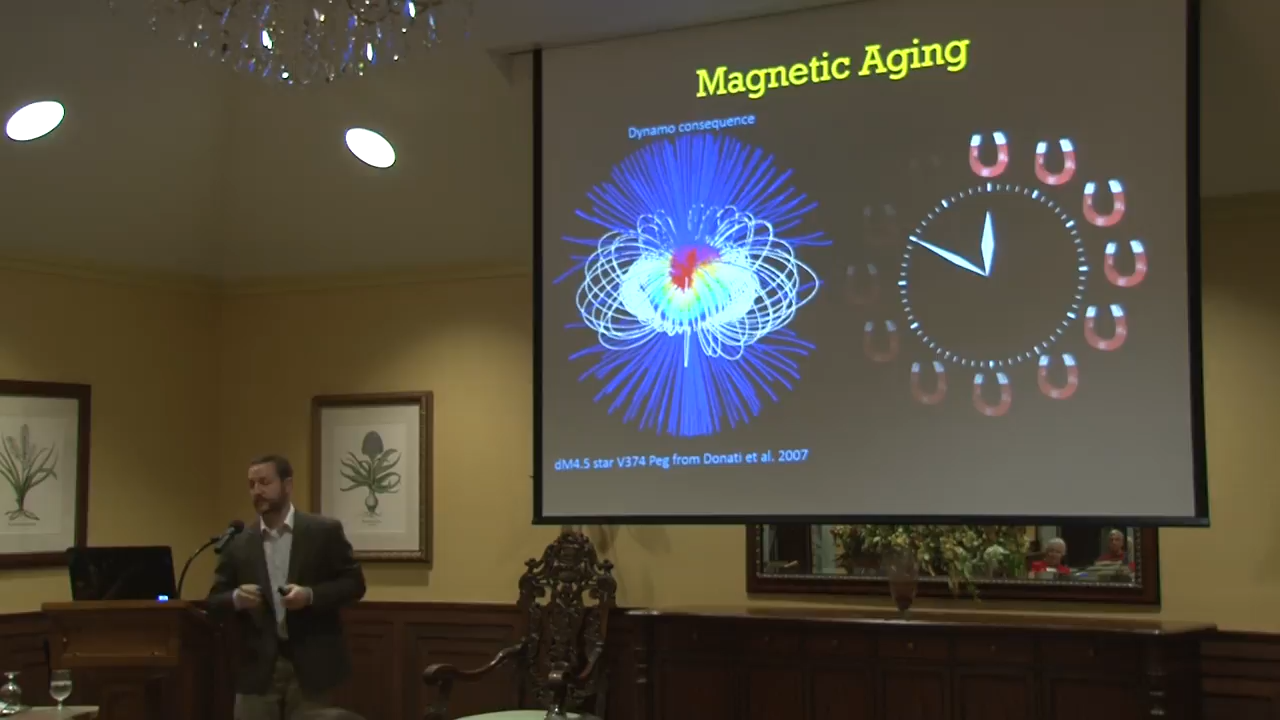 Magnetic Aging
Dynamo consequence
dM4.5 star V374 Peg from Donati et al. 2007